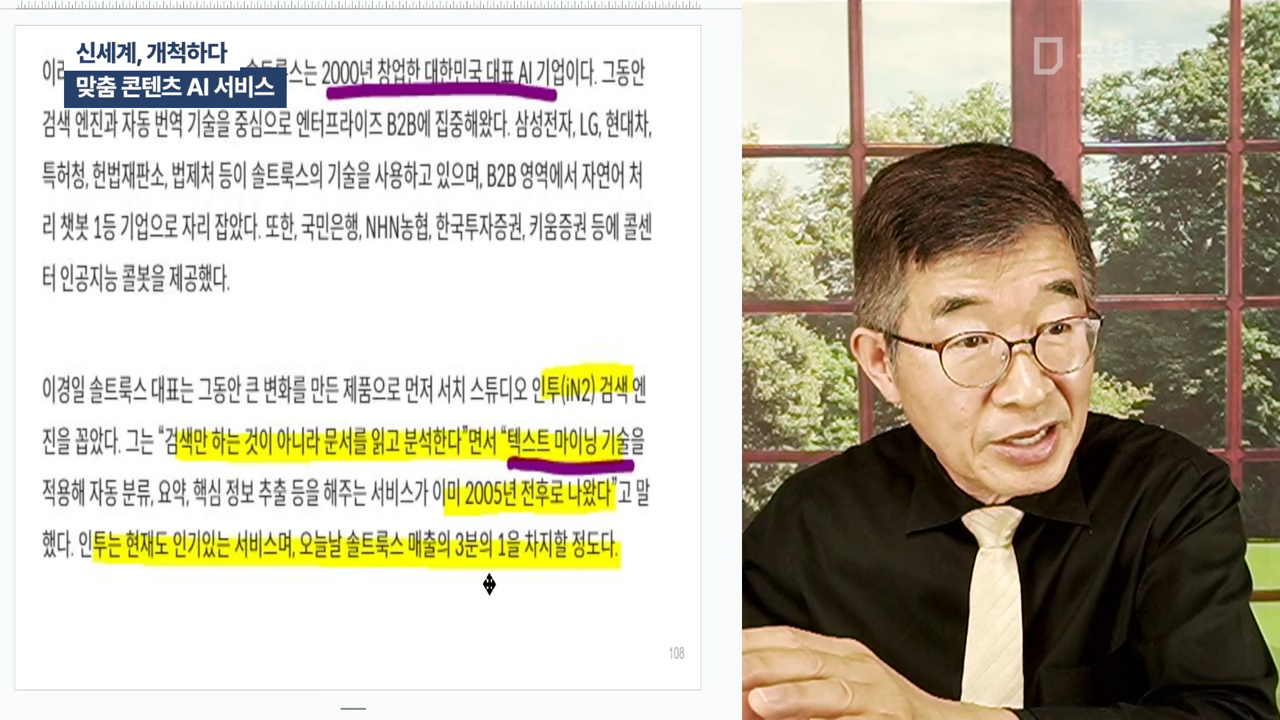 신세계, 개척하다
맞춤 콘텐츠 AI 서비스
솔트룩스는 2000년 창업한 대한민국 대표 AI 기업이다. 그동안
검색 엔진과 자동 번역 기술을 중심으로 엔터프라이즈 B2B에 집중해왔다. 삼성전자, LG, 현대차,
특허청, 헌법재판소, 법제처 등이 솔트룩스의 기술을 사용하고 있으며, B2B 영역에서 자연어 처
리 챗봇 1등 기업으로 자리 잡았다. 또한, 국민은행, NHN농협, 한국투자증권, 키움증권 등에 콜센
터 인공지능 콜봇을 제공했다.
이경일 솔트룩스 대표는 그동안 큰 변화를 만든 제품으로 먼저 서치 스튜디오 인투(iN2) 검색 엔
진을 꼽았다. 그는 “검색만 하는 것이 아니라 문서를 읽고 분석한다”면서 “텍스트 마이닝 기술을
적용해 자동 분류, 요약, 핵심 정보 추출 등을 해주는 서비스가 이미 2005년 전후로 나왔다”고 말
했다. 인투는 현재도 인기있는 서비스며, 오늘날 솔트룩스 매출의 3분의 1을 차지할 정도다.
108